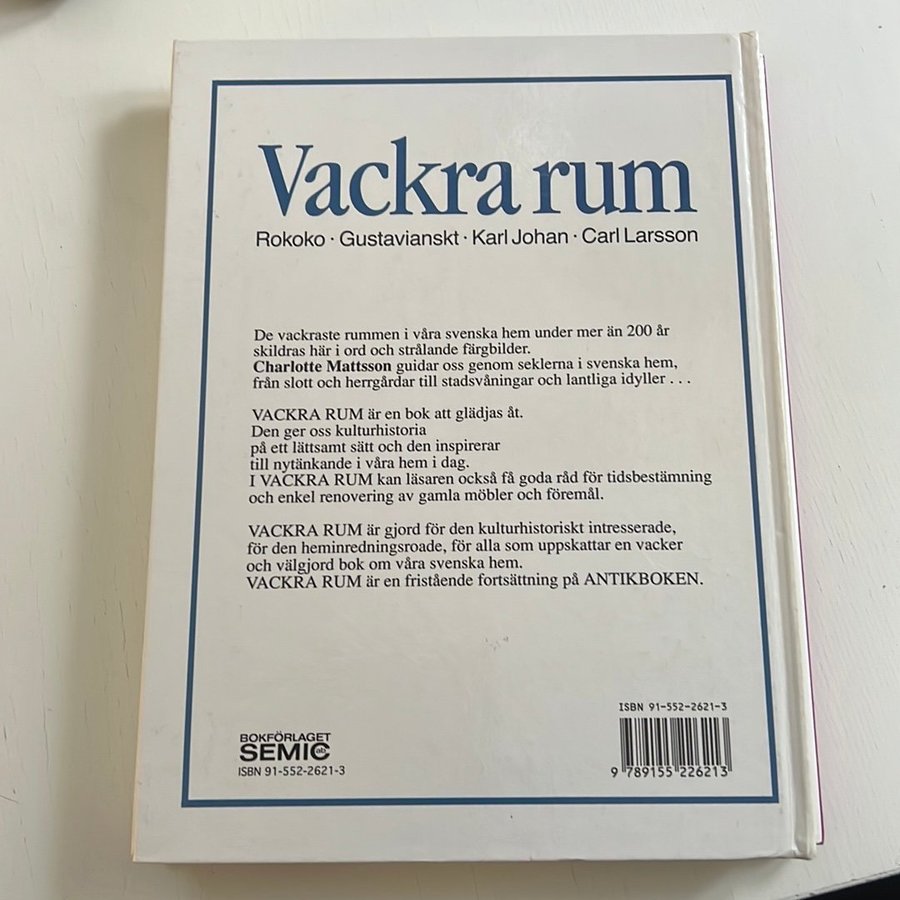 Vackra rum
Rokoko · Gustavianskt · Karl Johan · Carl Larsson
De vackraste rummen i våra svenska hem under mer än 200 år
skildras här i ord och strålande färgbilder.
Charlotte Mattsson guidar oss genom seklerna i svenska hem,
från slott och herrgårdar till stadsvåningar och lantliga idyller . . .
VACKRA RUM är en bok att glädjas åt.
Den ger oss kulturhistoria
på ett lättsamt sätt och den inspirerar
till nytänkande i våra hem i dag.
I VACKRA RUM kan läsaren också få goda råd för tidsbestämning
och enkel renovering av gamla möbler och föremål.
VACKRA RUM är gjord för den kulturhistoriskt intresserade,
för den heminredningsroade, för alla som uppskattar en vacker
och välgjord bok om våra svenska hem.
VACKRA RUM är en fristående fortsättning på ANTIKBOKEN.
BOKFÖRLAGET
SEMIC ab
ISBN 91-552-2621-3
ISBN 91-552-2621-3
9 789155 226213